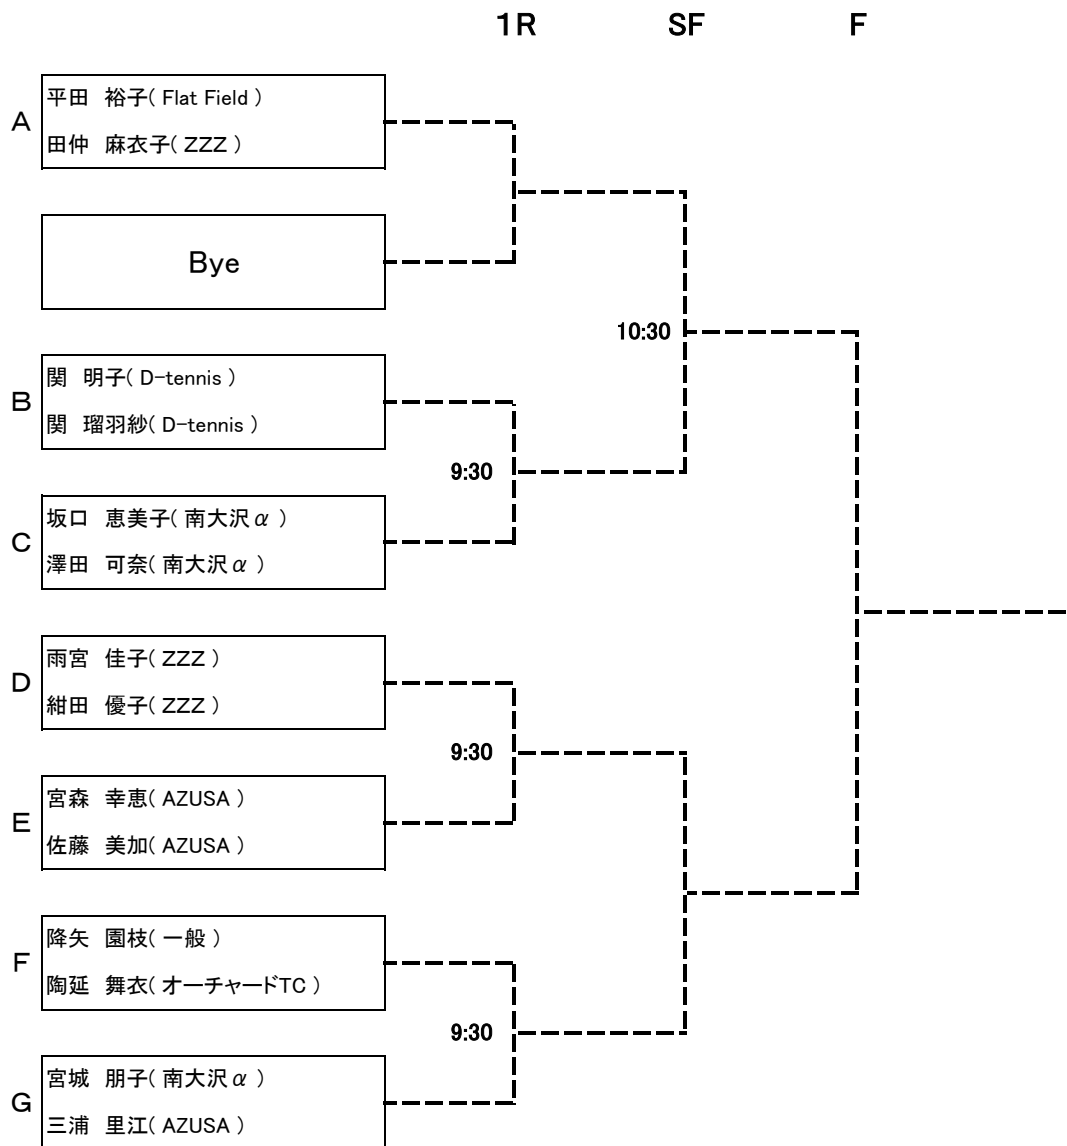 1R SF F
A
平田 裕子( Flat Field )
田仲 麻衣子( ZZZ )
Bye
10:30
B
関 明子( D-tennis )
関 瑠羽紗( D-tennis )
9:30
C
坂口 恵美子( 南大沢α )
澤田 可奈( 南大沢α )
D
雨宮 佳子( ZZZ )
紺田 優子( ZZZ )
9:30
E
宮森 幸恵( AZUSA )
佐藤 美加( AZUSA )
F
降矢 園枝( 一般 )
陶延 舞衣( オーチャードTC )
9:30
G
宮城 朋子( 南大沢α )
三浦 里江( AZUSA )